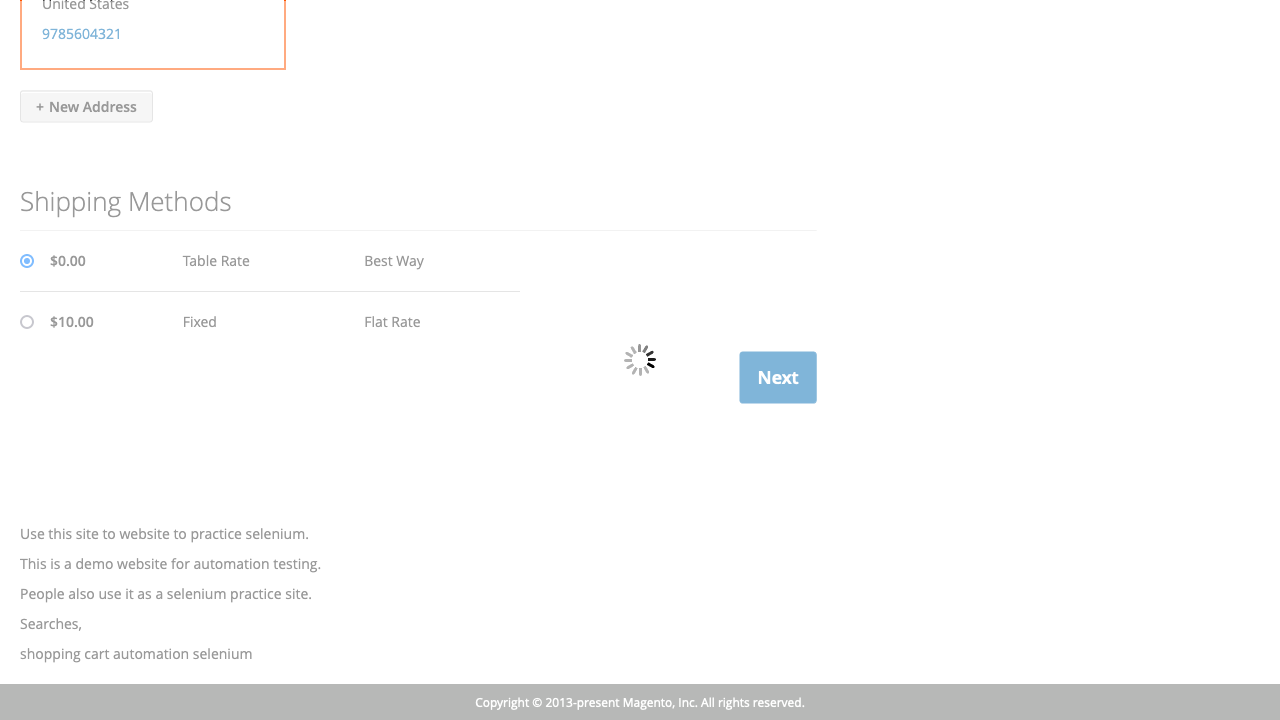 United States
9785604321
+ New Address
Shipping Methods
$0.00 Table Rate Best Way
$10.00 Fixed Flat Rate
Next
Use this site to website to practice selenium.
This is a demo website for automation testing.
People also use it as a selenium practice site.
Searches,
shopping cart automation selenium
Copyright © 2013-present Magento, Inc. All rights reserved.